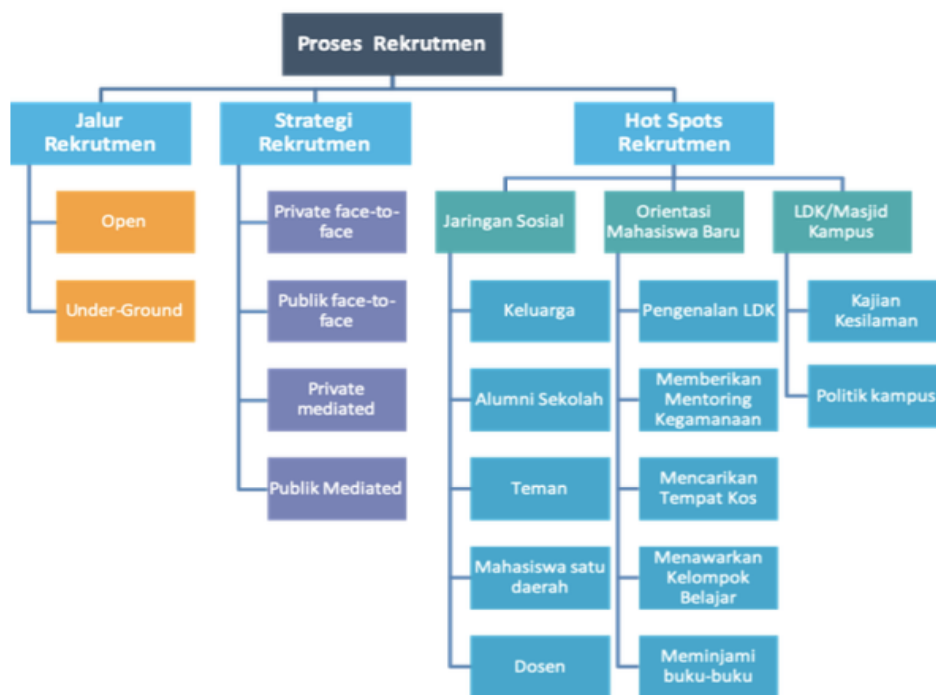 Proses Rekrutmen
Jalur
Rekrutmen
Open
Under-Ground
Strategi
Rekrutmen
Private face-to-
face
Publik face-to-
face
Private
mediated
Publik Mediated
Hot Spots
Rekrutmen
Jaringan Sosial
Keluarga
Alumni Sekolah
Teman
Mahasiswa satu
daerah
Dosen
Orientasi
Mahasiswa Baru
Pengenalan LDK
Memberikan
Mentoring
Kegamanaan
Mencarikan
Tempat Kos
Menawarkan
Kelompok
Belajar
Meminjami
buku-buku
LDK/Masjid
Kampus
Kajian
Kesilaman
Politik kampus